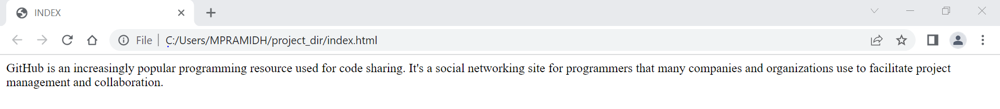 INDEX
File C:/Users/MPRAMIDH/project_dir/index.html
GitHub is an increasingly popular programming resource used for code sharing. It's a social networking site for programmers that many companies and organizations use to facilitate project
management and collaboration.